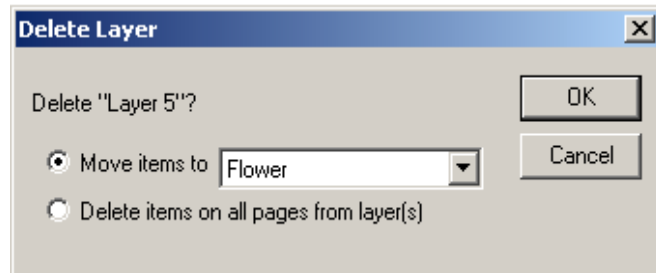 Delete Layer
Delete "Layer 5"?
OK
Move items to Flower
Cancel
Delete items on all pages from layer(s)